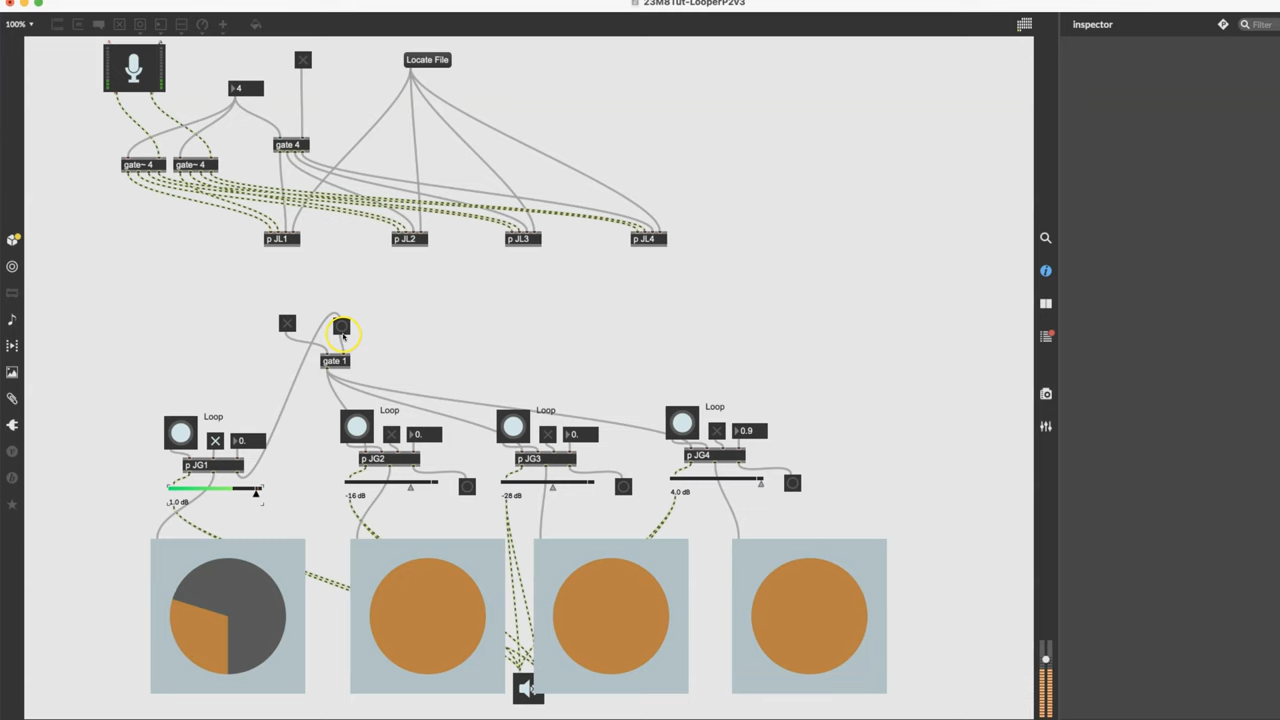 23M8Tut-LooperP2v3
100%
inspector
Filter
Locate File
4
gate 4
gate~ 4
gate~ 4
p JL1
p JL2
p JL3
p JL4
gate 1
Loop
Loop
Loop
Loop
0.
0.
0.
0.9
p JG1
p JG2
p JG3
p JG4
1.0 dB
-16 dB
-28 dB
4.0 dB